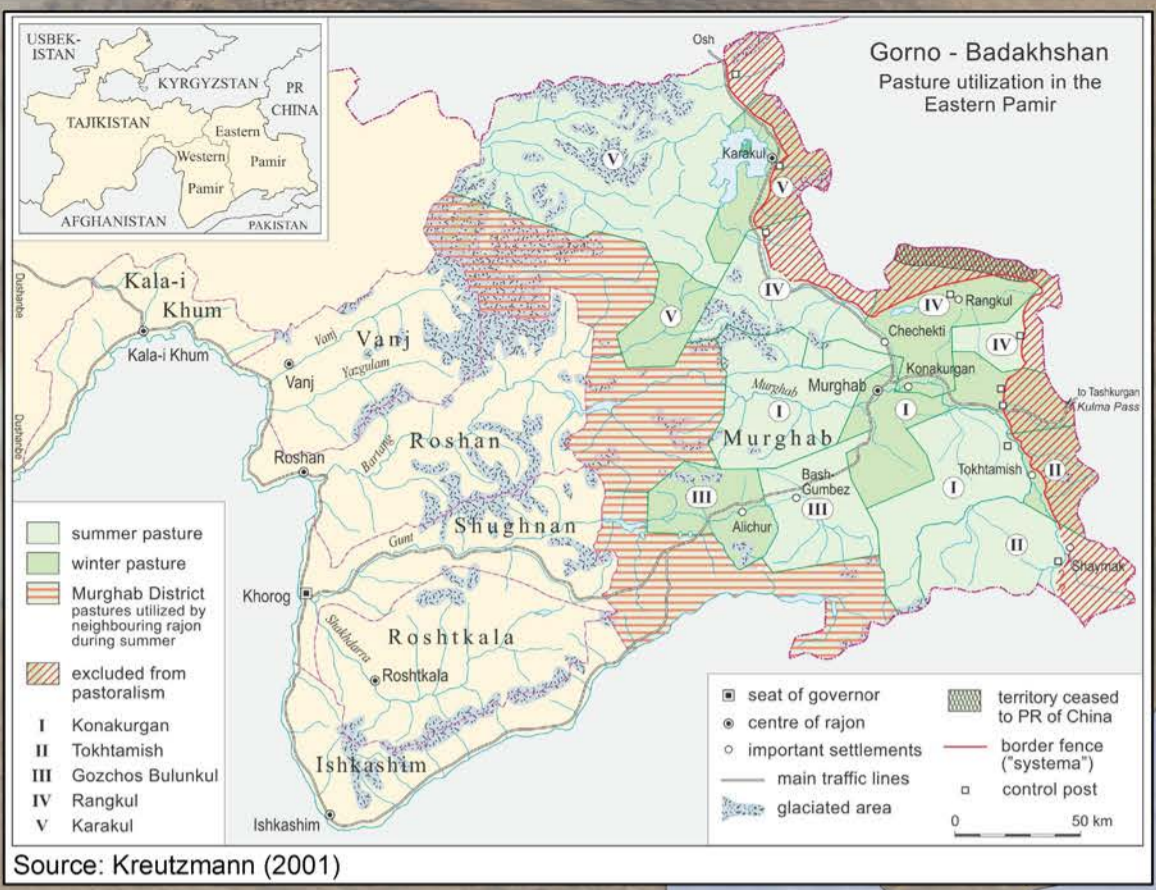 Gorno - Badakhshan
Pasture utilization in the
Eastern Pamir
USBEK-
ISTAN
KYRGYZSTAN
PR
CHINA
TAJIKISTAN
Eastern
Western
Pamir
Pamir
AFGHANISTAN
PAKISTAN
Osh
Karakul
V
V
IV
IV
Rangkul
V
Chechekti
IV
Konakurgan
Murghab
Murghab
I
I
to Tashkurgan
Kulma Pass
Murghab
Tokhtamish
II
I
Bash-
Gumbez
III
III
Alichur
II
Shaymak
Dushanbe
Kala-i
Khum
Kala-i Khum
Vanj
Vanj
Yazgulam
Vanj
Dushanbe
Bartang
Roshan
Roshan
Shughnan
Gunt
Khorog
Shakhdarra
Roshtkala
Roshtkala
Ishkashim
Ishkashim
summer pasture
winter pasture
Murghab District
pastures utilized by
neighbouring rajon
during summer
excluded from
pastoralism
I Konakurgan
II Tokhtamish
III Gozchos Bulunkul
IV Rangkul
V Karakul
seat of governor
centre of rajon
important settlements
main traffic lines
glaciated area
territory ceased
to PR of China
border fence
("systema")
control post
0 50 km
Source: Kreutzmann (2001)